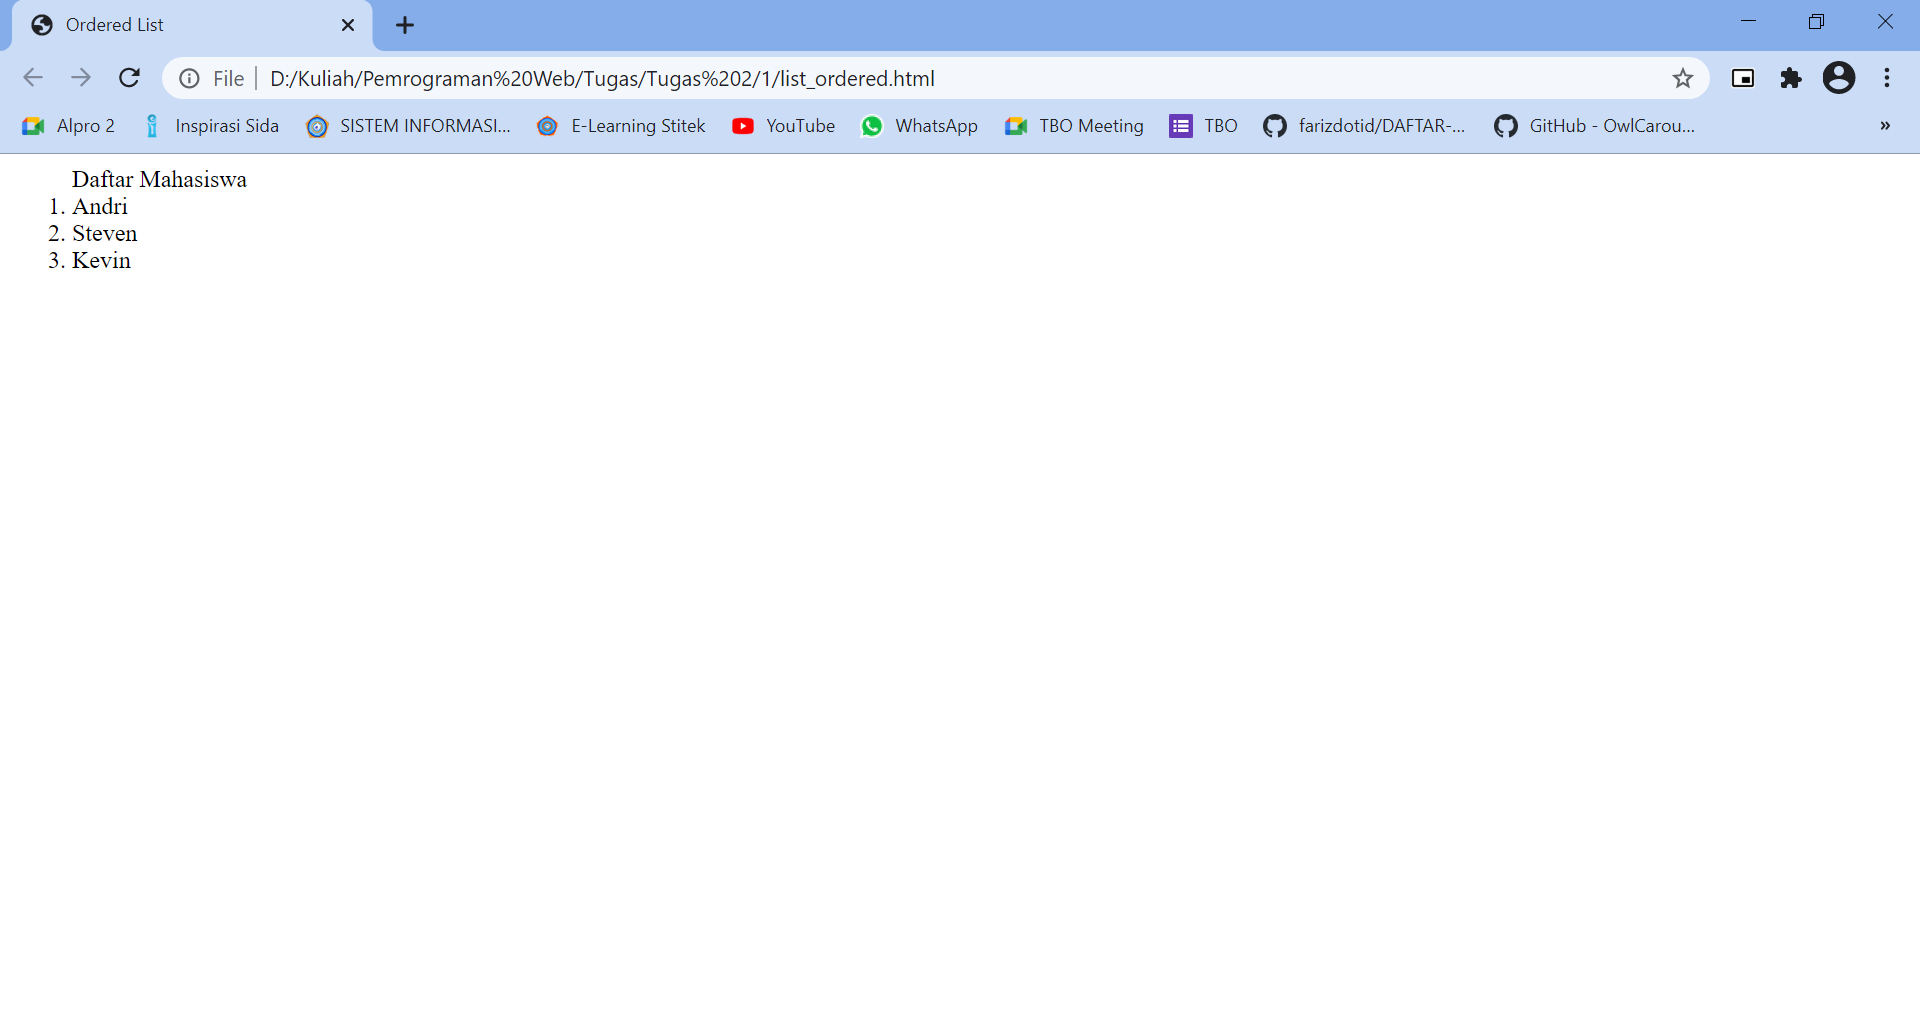 Ordered List
File D:/Kuliah/Pemrograman%20Web/Tugas/Tugas%202/1/list_ordered.html
Alpro 2 Inspirasi Sida SISTEM INFORMASI... E-Learning Stitek YouTube WhatsApp TBO Meeting TBO farizdotid/DAFTAR-... GitHub - OwlCarou... »
Daftar Mahasiswa
1. Andri
2. Steven
3. Kevin